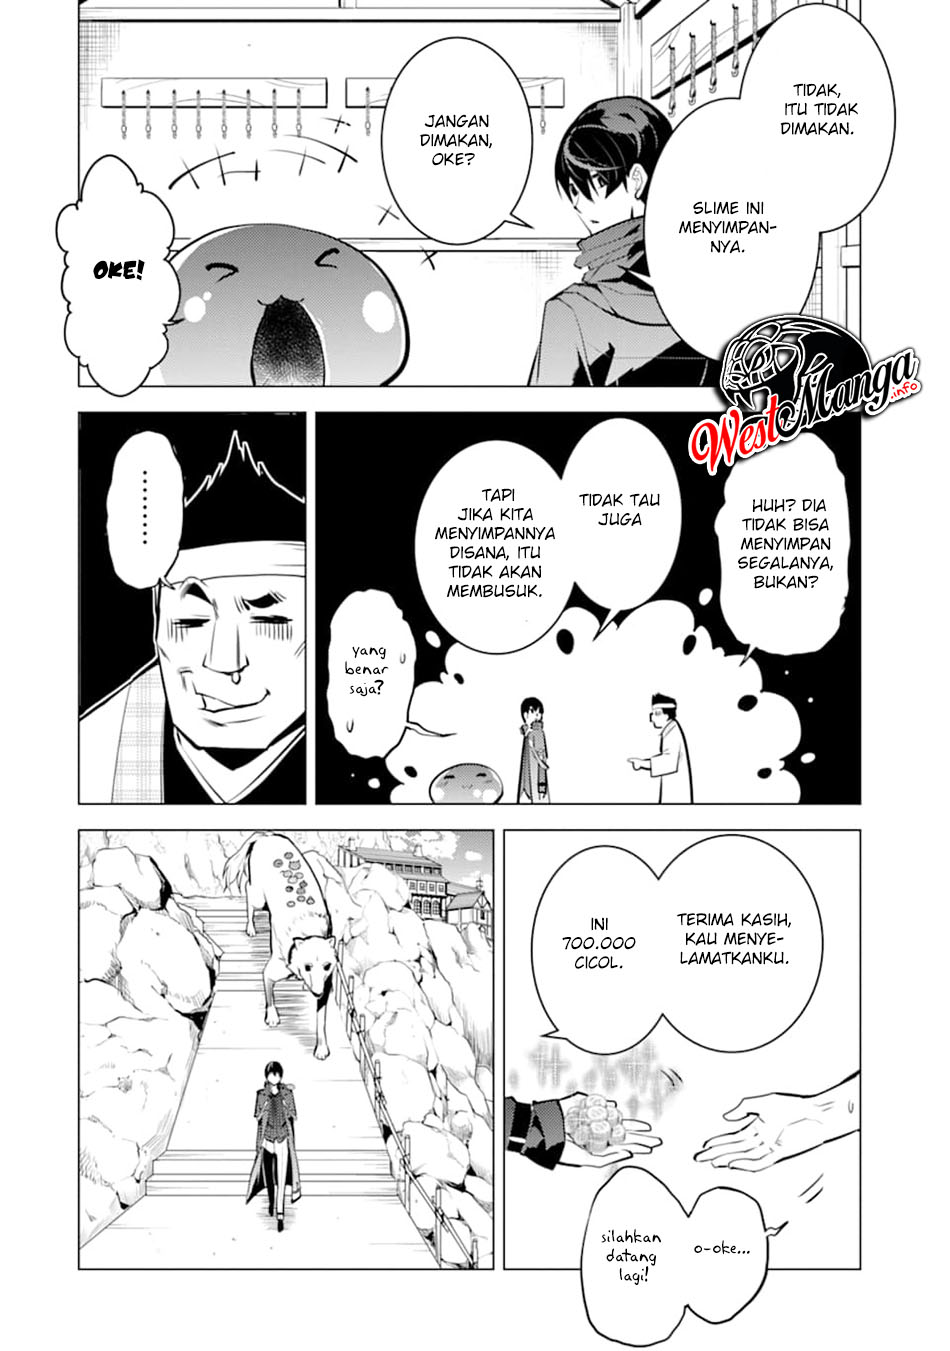 TIDAK,
ITU TIDAK
DIMAKAN.
SLIME INI
MENYIMPAN-
NYA.
JANGAN
DIMAKAN,
OKE?
OKE!
WestManga
.info
HUH? DIA
TIDAK BISA
MENYIMPAN
SEGALANYA,
BUKAN?
TIDAK TAU
JUGA
TAPI
JIKA KITA
MENYIMPANNYA
DISANA, ITU
TIDAK AKAN
MEMBUSUK.
yang
benar
saja?
.........
TERIMA KASIH,
KAU MENYE-
LAMATKANKU.
INI
700.000
CICOL.
o-oke...
silahkan
datang
lagi!